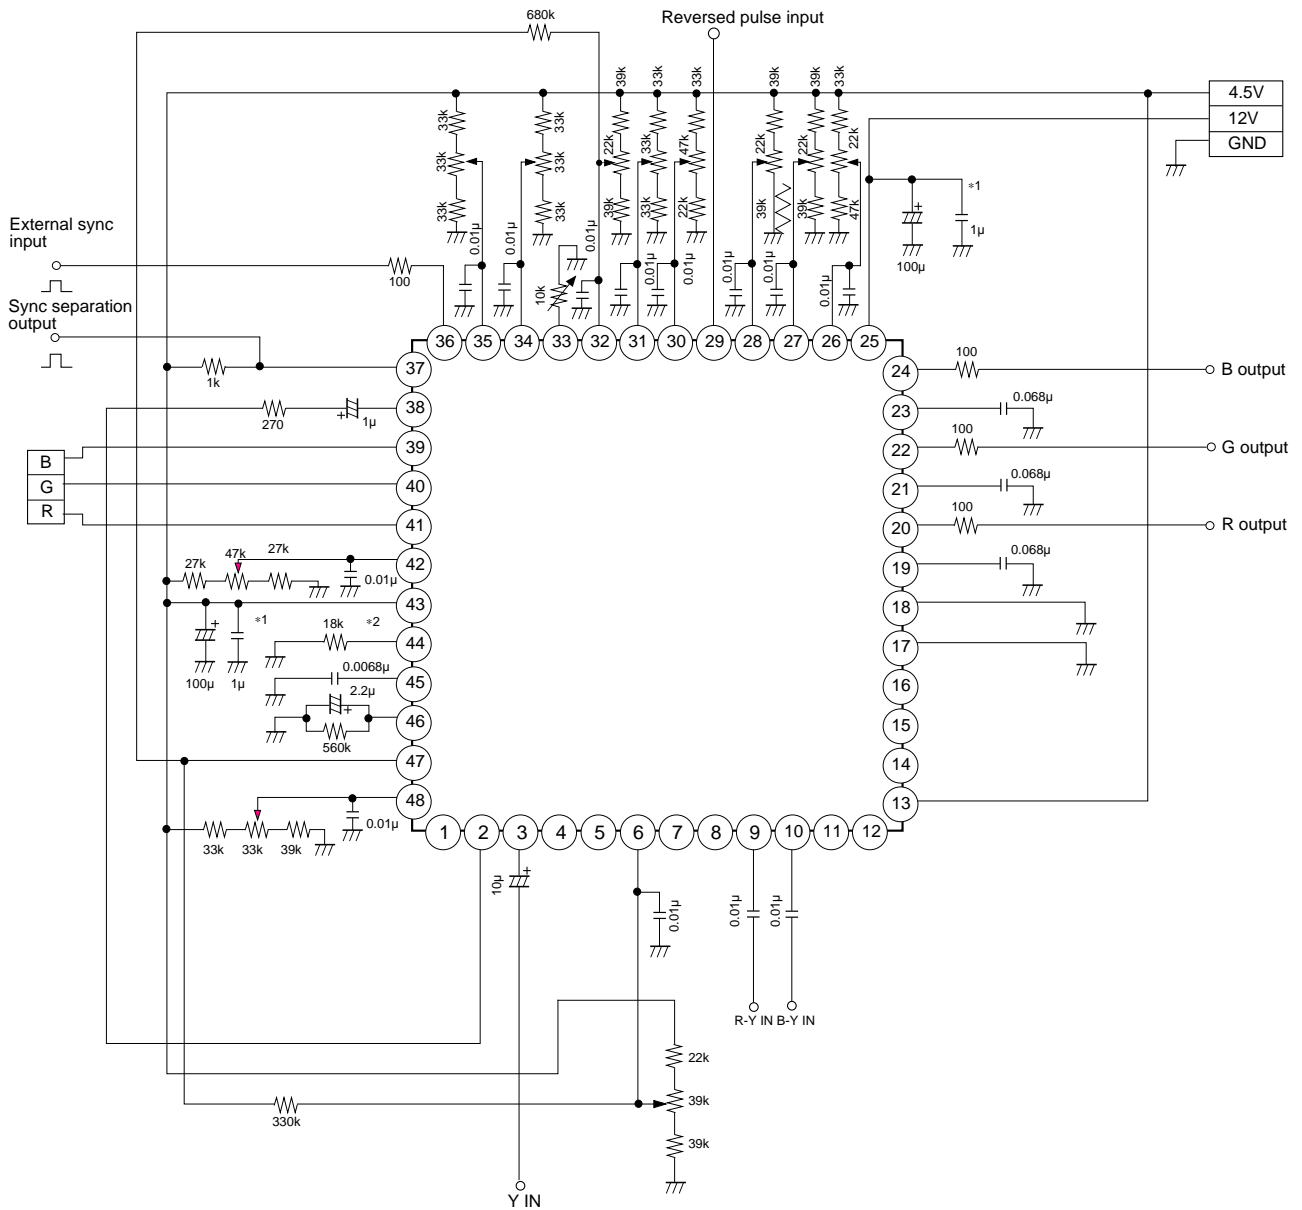 680k
Reversed pulse input
39k 33k 33k 39k 39k 33k
4.5V
12V
GND
33k 33k 22k 33k 47k 22k 22k 22k
33k 33k
33k 33k 39k 33k 22k 39k 39k 47k
*1
100µ 1µ
External sync
input
100
0.01µ 0.01µ 10k 0.01µ 0.01µ 0.01µ 0.01µ 0.01µ 0.01µ
Sync separation
output
36 35 34 33 32 31 30 29 28 27 26 25
1k
37
24 100 B output
270 1µ 38
23 0.068µ
B 39
22 100 G output
G 40
21 0.068µ
R 41
20 100 R output
27k 47k 27k 0.01µ 42
19 0.068µ
100µ 1µ *1 43
18
18k *2 44
17
0.0068µ 45
16
2.2µ 560k 46
15
47
14
48
13
33k 33k 39k 0.01µ
1 2 3 4 5 6 7 8 9 10 11 12
10µ 0.01µ 0.01µ 0.01µ
R-Y IN B-Y IN
22k
39k
330k
39k
Y IN